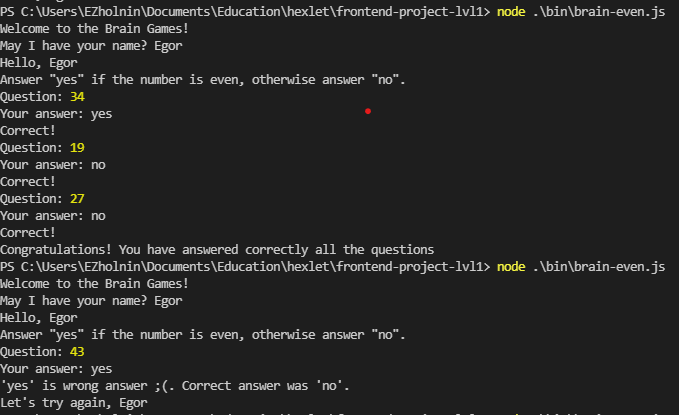 PS C:\Users\EZholnin\Documents\Education\hexlet\frontend-project-lvl1> node .\bin\brain-even.js
Welcome to the Brain Games!
May I have your name? Egor
Hello, Egor
Answer "yes" if the number is even, otherwise answer "no".
Question: 34
Your answer: yes
Correct!
Question: 19
Your answer: no
Correct!
Question: 27
Your answer: no
Correct!
Congratulations! You have answered correctly all the questions
PS C:\Users\EZholnin\Documents\Education\hexlet\frontend-project-lvl1> node .\bin\brain-even.js
Welcome to the Brain Games!
May I have your name? Egor
Hello, Egor
Answer "yes" if the number is even, otherwise answer "no".
Question: 43
Your answer: yes
'yes' is wrong answer ;(. Correct answer was 'no'.
Let's try again, Egor